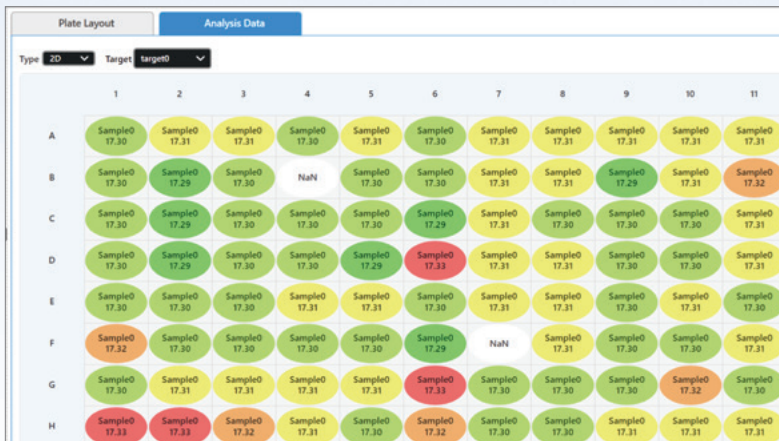 Plate Layout Analysis Data
Type 2D Target target0
1 2 3 4 5 6 7 8 9 10 11
A Sample0 Sample0 Sample0 Sample0 Sample0 Sample0 Sample0 Sample0 Sample0 Sample0 Sample0
17.30 17.31 17.31 17.30 17.31 17.30 17.31 17.31 17.31 17.31 17.31
B Sample0 Sample0 Sample0 NaN Sample0 Sample0 Sample0 Sample0 Sample0 Sample0 Sample0
17.30 17.29 17.30 17.30 17.30 17.31 17.31 17.29 17.31 17.32
C Sample0 Sample0 Sample0 Sample0 Sample0 Sample0 Sample0 Sample0 Sample0 Sample0 Sample0
17.30 17.29 17.30 17.30 17.30 17.29 17.31 17.30 17.30 17.30 17.31
D Sample0 Sample0 Sample0 Sample0 Sample0 Sample0 Sample0 Sample0 Sample0 Sample0 Sample0
17.30 17.29 17.30 17.30 17.29 17.33 17.31 17.31 17.30 17.30 17.31
E Sample0 Sample0 Sample0 Sample0 Sample0 Sample0 Sample0 Sample0 Sample0 Sample0 Sample0
17.30 17.30 17.30 17.31 17.31 17.30 17.31 17.31 17.30 17.31 17.30
F Sample0 Sample0 Sample0 Sample0 Sample0 Sample0 NaN Sample0 Sample0 Sample0 Sample0
17.32 17.30 17.30 17.30 17.30 17.29 17.31 17.30 17.30 17.31
G Sample0 Sample0 Sample0 Sample0 Sample0 Sample0 Sample0 Sample0 Sample0 Sample0 Sample0
17.30 17.31 17.31 17.31 17.31 17.33 17.30 17.30 17.30 17.32 17.30
H Sample0 Sample0 Sample0 Sample0 Sample0 Sample0 Sample0 Sample0 Sample0 Sample0 Sample0
17.33 17.33 17.32 17.31 17.30 17.32 17.30 17.30 17.31 17.31 17.31